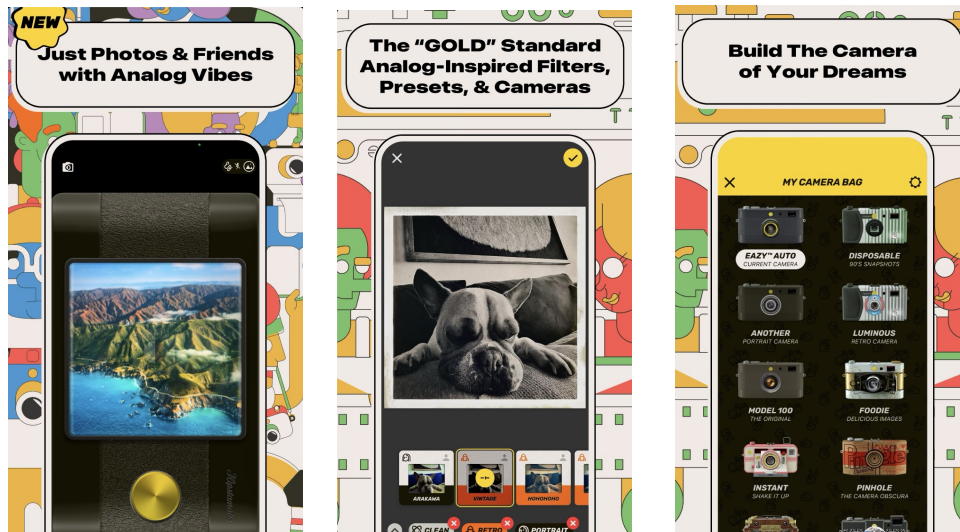 NEW
Just Photos & Friends
with Analog Vibes
The “GOLD” Standard
Analog-Inspired Filters,
Presets, & Cameras
ARAKAWA
VINTAGE
HOHOHOHO
CLEAN
RETRO
PORTRAIT
Build The Camera
of Your Dreams
MY CAMERA BAG
EAZY™ AUTO
CURRENT CAMERA
DISPOSABLE
90'S SNAPSHOTS
ANOTHER
PORTRAIT CAMERA
LUMINOUS
RETRO CAMERA
MODEL 100
THE ORIGINAL
FOODIE
DELICIOUS IMAGES
INSTANT
SHAKE IT UP
PINHOLE
THE CAMERA OBSCURA